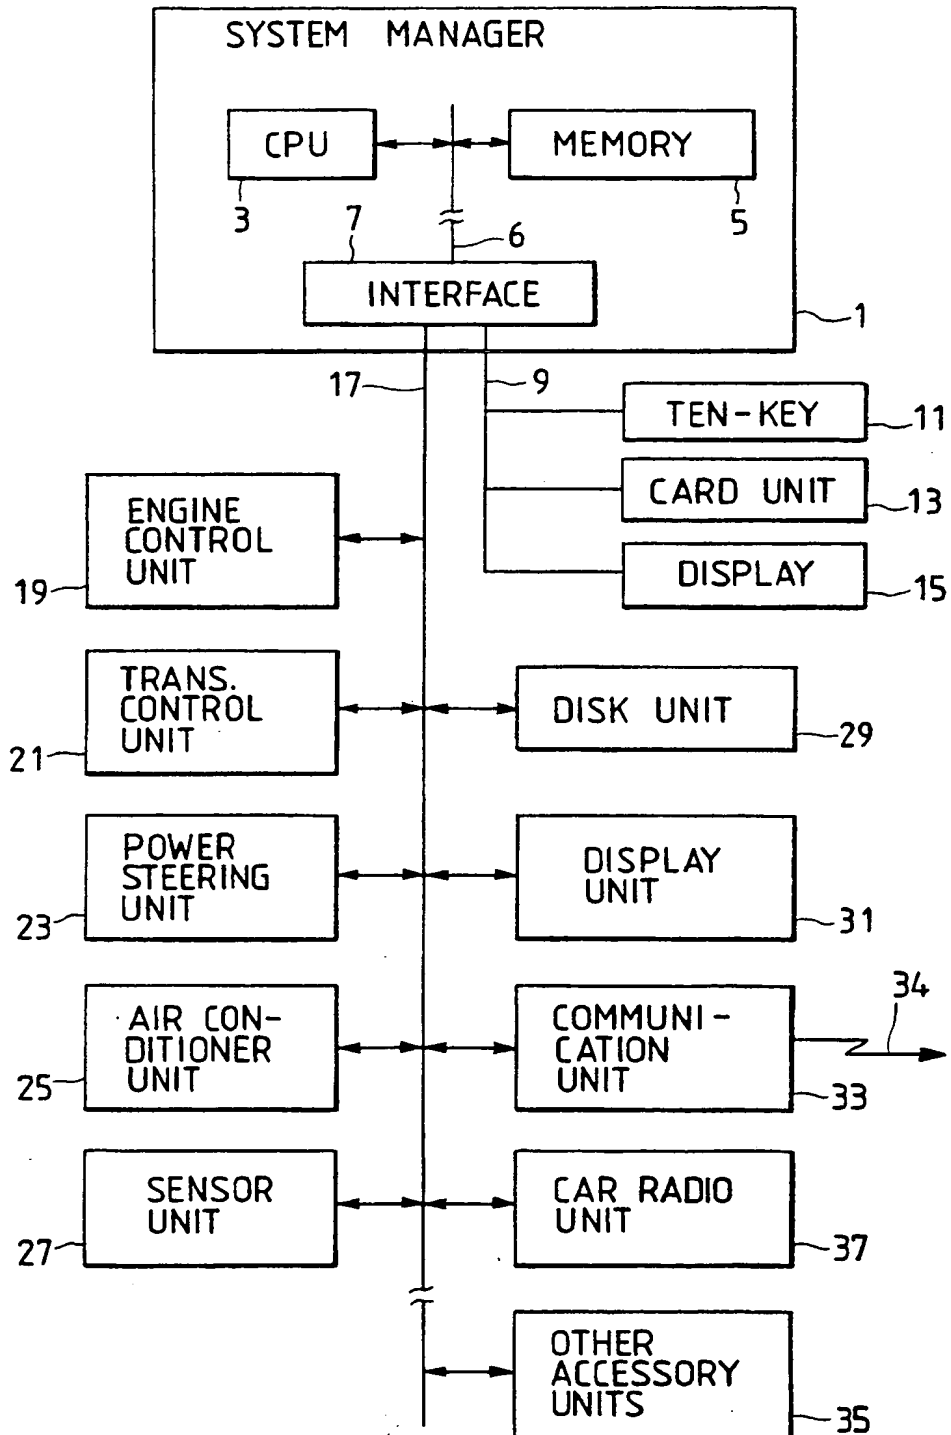 SYSTEM MANAGER
CPU
MEMORY
3
7
6
5
INTERFACE
1
17
9
TEN-KEY
11
CARD UNIT
13
ENGINE
CONTROL
UNIT
19
DISPLAY
15
TRANS.
CONTROL
UNIT
21
DISK UNIT
29
POWER
STEERING
UNIT
23
DISPLAY
UNIT
31
AIR CON-
DITIONER
UNIT
25
COMMUNI-
CATION
UNIT
33
34
SENSOR
UNIT
27
CAR RADIO
UNIT
37
OTHER
ACCESSORY
UNITS
35